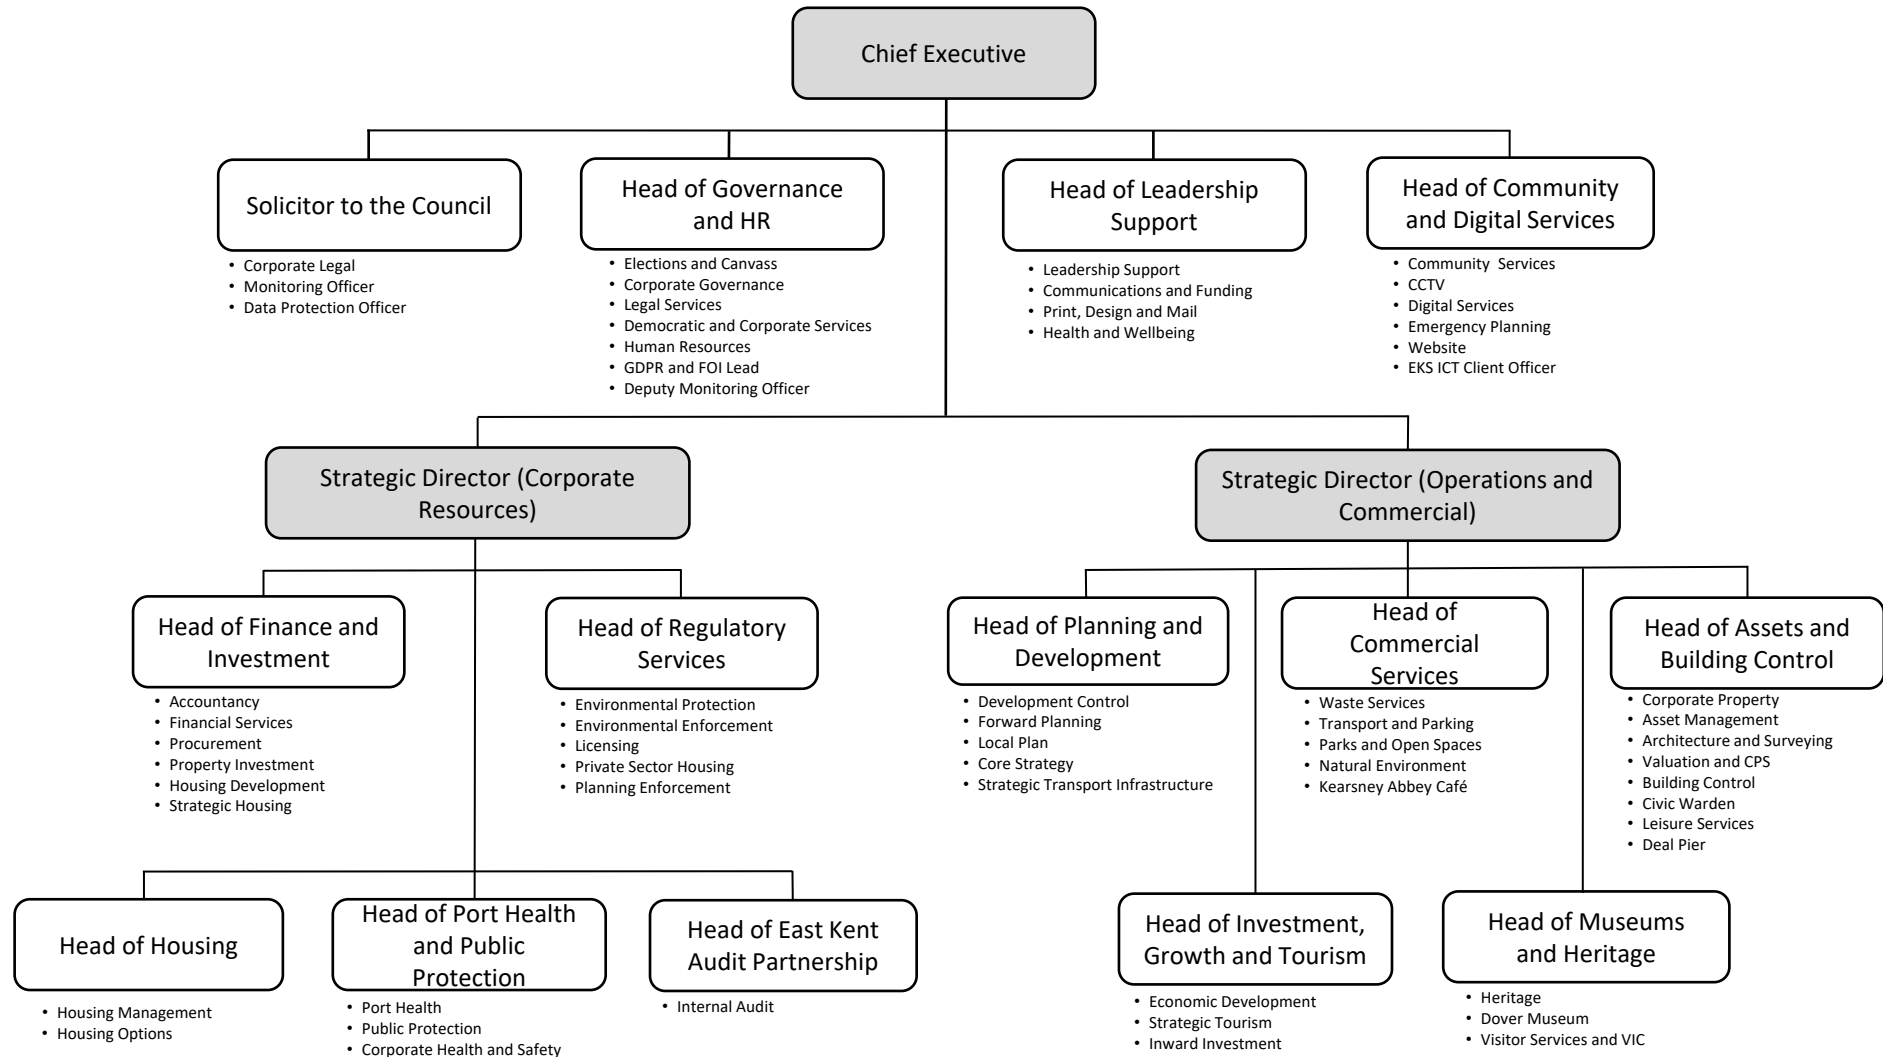 Chief Executive
Solicitor to the Council
• Corporate Legal
• Monitoring Officer
• Data Protection Officer
Head of Governance
and HR
• Elections and Canvass
• Corporate Governance
• Legal Services
• Democratic and Corporate Services
• Human Resources
• GDPR and FOI Lead
• Deputy Monitoring Officer
Head of Leadership
Support
• Leadership Support
• Communications and Funding
• Print, Design and Mail
• Health and Wellbeing
Head of Community
and Digital Services
• Community Services
• CCTV
• Digital Services
• Emergency Planning
• Website
• EKS ICT Client Officer
Strategic Director (Corporate
Resources)
Strategic Director (Operations and
Commercial)
Head of Finance and
Investment
• Accountancy
• Financial Services
• Procurement
• Property Investment
• Housing Development
• Strategic Housing
Head of Regulatory
Services
• Environmental Protection
• Environmental Enforcement
• Licensing
• Private Sector Housing
• Planning Enforcement
Head of Planning and
Development
• Development Control
• Forward Planning
• Local Plan
• Core Strategy
• Strategic Transport Infrastructure
Head of
Commercial
Services
• Waste Services
• Transport and Parking
• Parks and Open Spaces
• Natural Environment
• Kearsney Abbey Café
Head of Assets and
Building Control
• Corporate Property
• Asset Management
• Architecture and Surveying
• Valuation and CPS
• Building Control
• Civic Warden
• Leisure Services
• Deal Pier
Head of Housing
• Housing Management
• Housing Options
Head of Port Health
and Public
Protection
• Port Health
• Public Protection
• Corporate Health and Safety
Head of East Kent
Audit Partnership
• Internal Audit
Head of Investment,
Growth and Tourism
• Economic Development
• Strategic Tourism
• Inward Investment
Head of Museums
and Heritage
• Heritage
• Dover Museum
• Visitor Services and VIC